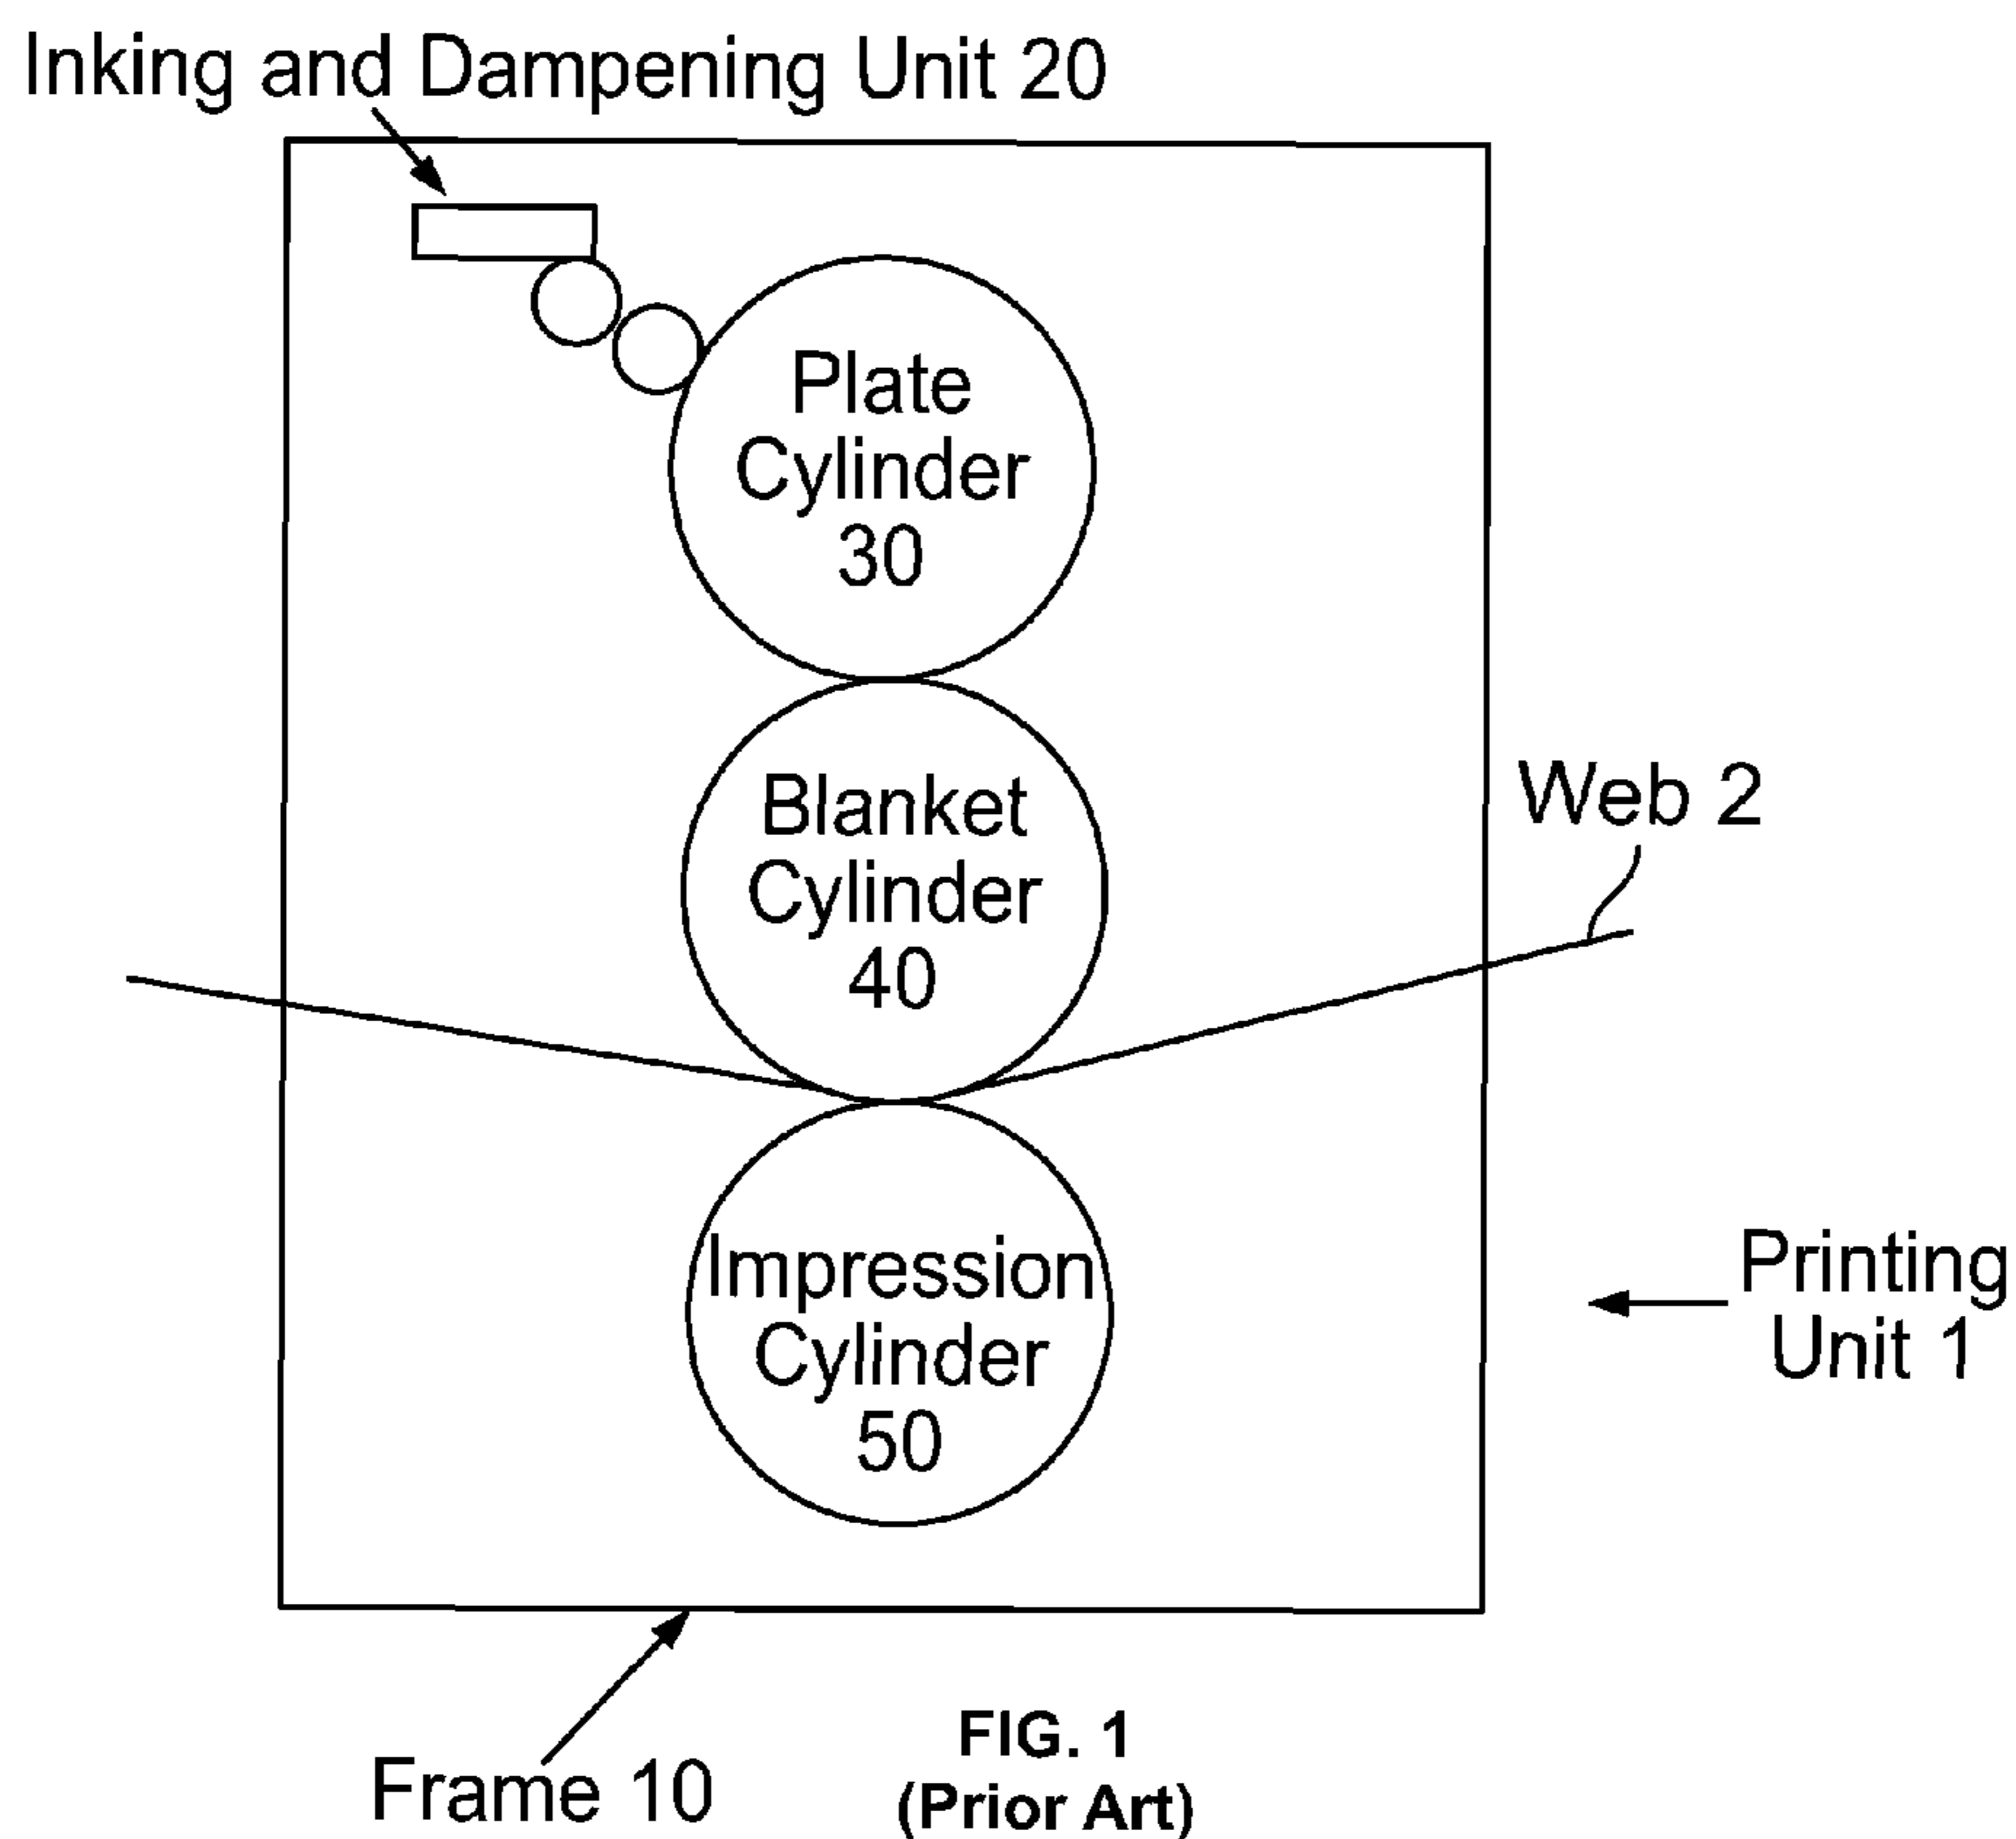 Inking and Dampening Unit 20
Plate
Cylinder
30
Blanket
Cylinder
40
Web 2
Impression
Cylinder
50
Printing
Unit 1
Frame 10
FIG. 1
(Prior Art)